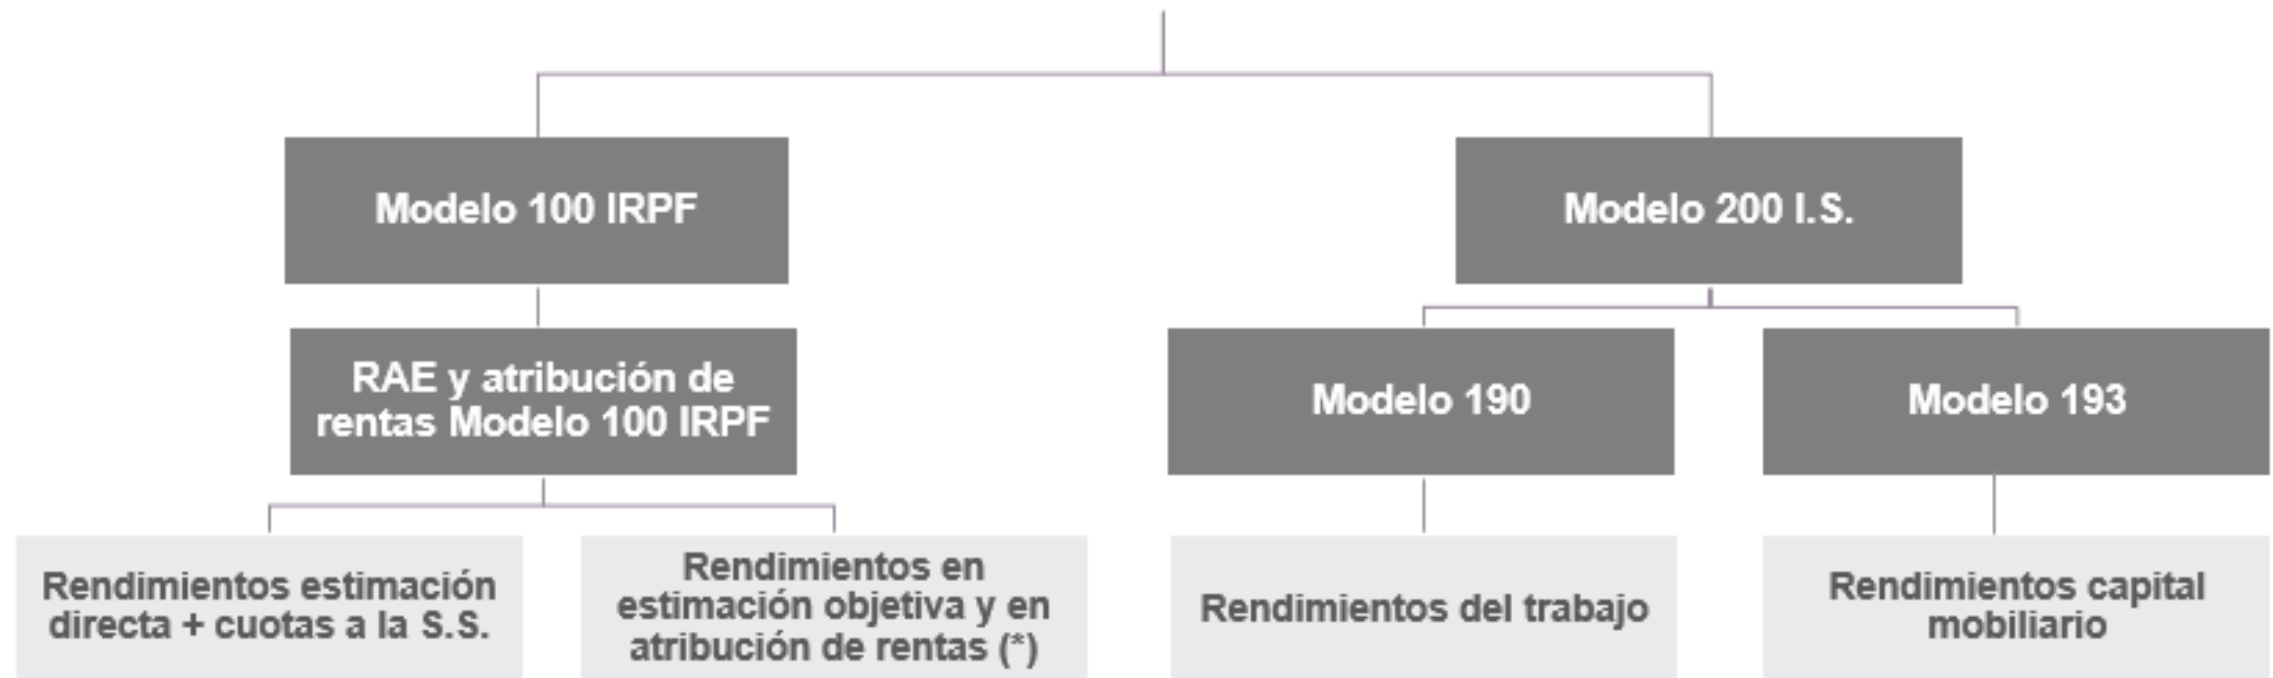 Modelo 100 IRPF
Modelo 200 I.S.
RAE y atribución de
rentas Modelo 100 IRPF
Modelo 190
Modelo 193
Rendimientos estimación
directa + cuotas a la S.S.
Rendimientos en
estimación objetiva y en
atribución de rentas (*)
Rendimientos del trabajo
Rendimientos capital
mobiliario